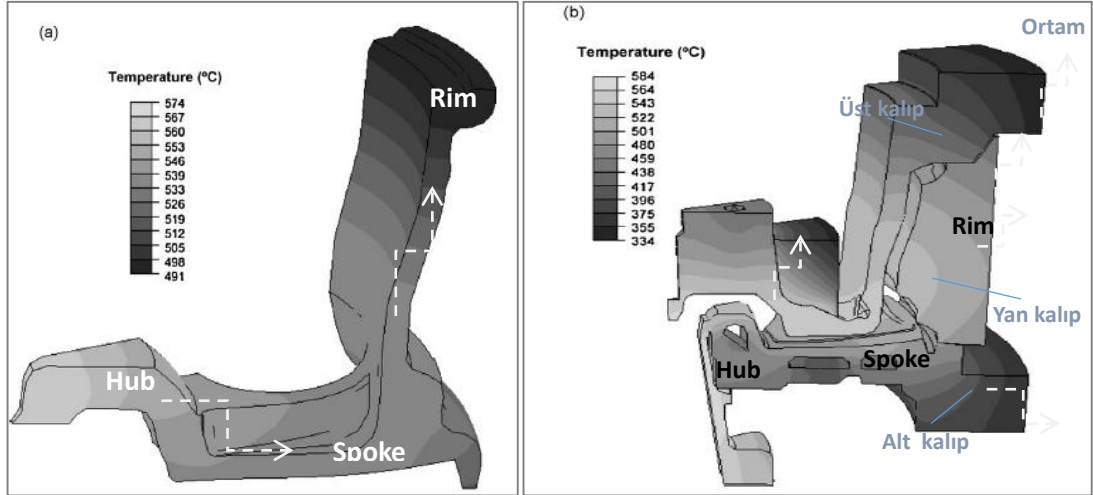 (a)
Temperature (ºC)
574
567
560
553
546
533
526
519
512
505
498
491
Rim
Hub
Spoke
(b)
Temperature (ºC)
584
564
543
522
501
480
459
438
417
396
375
355
334
Ortam
Üst kalıp
Rim
Yan kalıp
Hub
Spoke
Alt kalıp